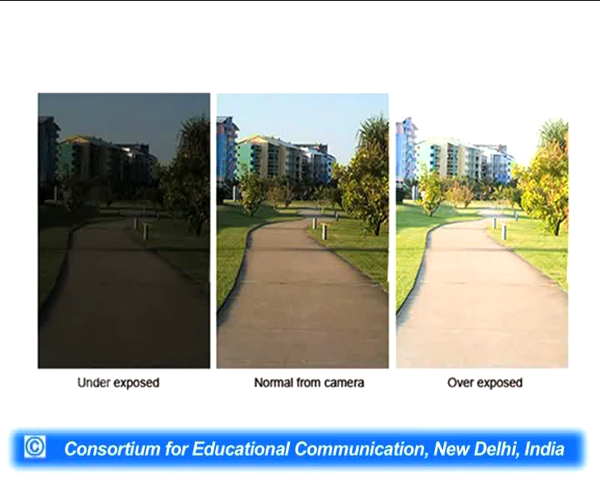 Under exposed
Normal from camera
Over exposed
© Consortium for Educational Communication, New Delhi, India